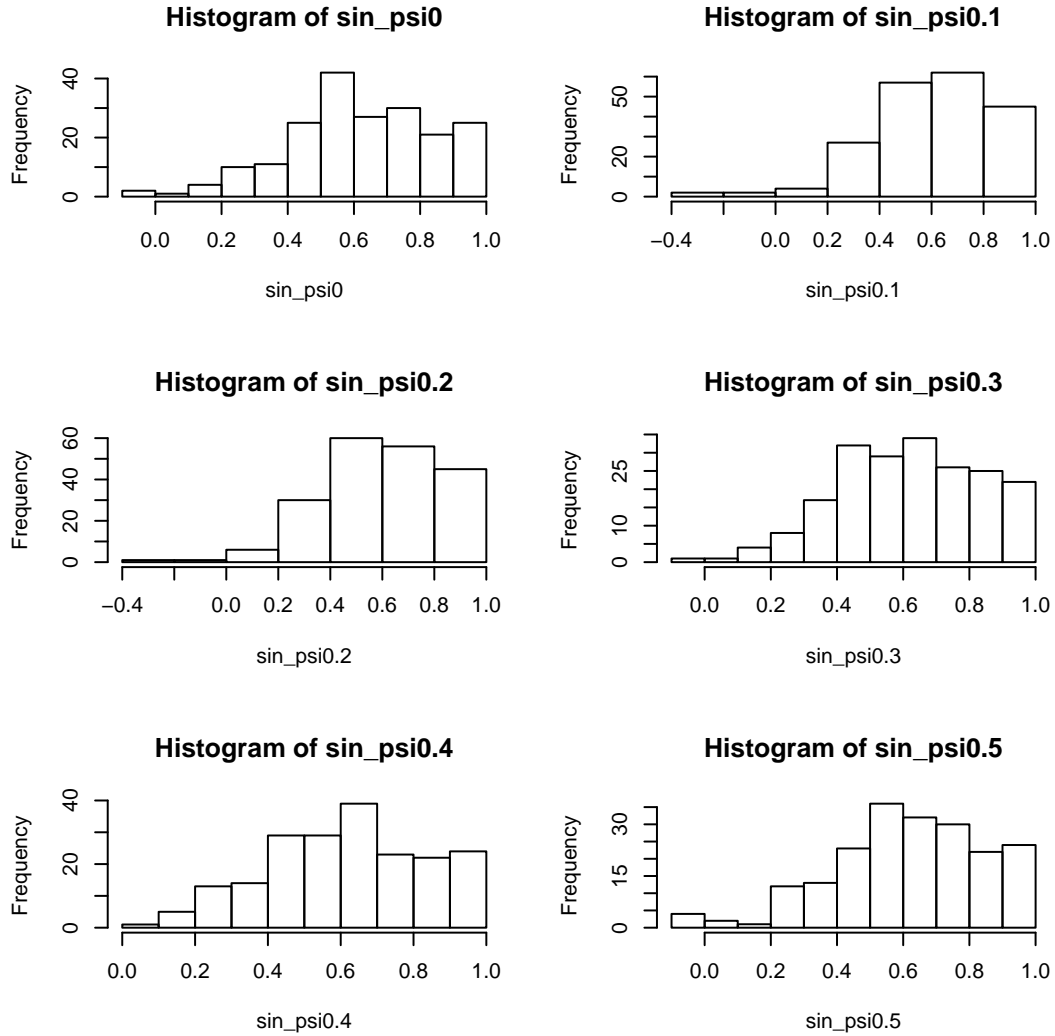 Histogram of sin_psi0
Frequency
0 20 40
0.0 0.2 0.4 0.6 0.8 1.0
sin_psi0
Histogram of sin_psi0.1
Frequency
0 20 50
−0.4 0.0 0.2 0.4 0.6 0.8 1.0
sin_psi0.1
Histogram of sin_psi0.2
Frequency
0 20 40 60
−0.4 0.0 0.2 0.4 0.6 0.8 1.0
sin_psi0.2
Histogram of sin_psi0.3
Frequency
0 10 25
0.0 0.2 0.4 0.6 0.8 1.0
sin_psi0.3
Histogram of sin_psi0.4
Frequency
0 20 40
0.0 0.2 0.4 0.6 0.8 1.0
sin_psi0.4
Histogram of sin_psi0.5
Frequency
0 15 30
0.0 0.2 0.4 0.6 0.8 1.0
sin_psi0.5